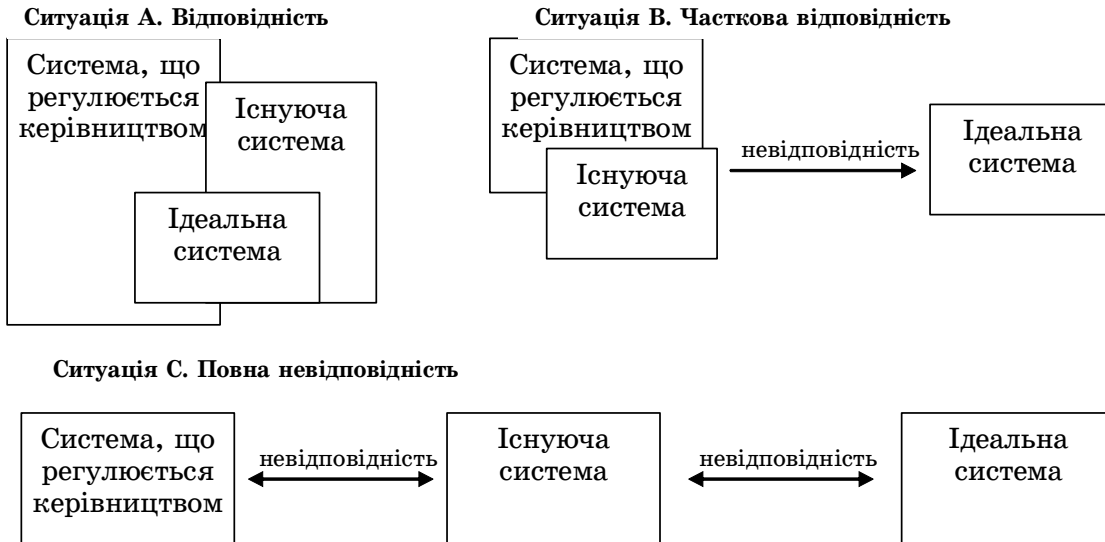 Ситуація А. Відповідність
Система, що
регулюється
керівництвом
Існуюча
система
Ідеальна
система
Ситуація В. Часткова відповідність
Система, що
регулюється
керівництвом
Існуюча
система
невідповідність
Ідеальна
система
Ситуація С. Повна невідповідність
Система, що
регулюється
керівництвом
невідповідність
Існуюча
система
невідповідність
Ідеальна
система